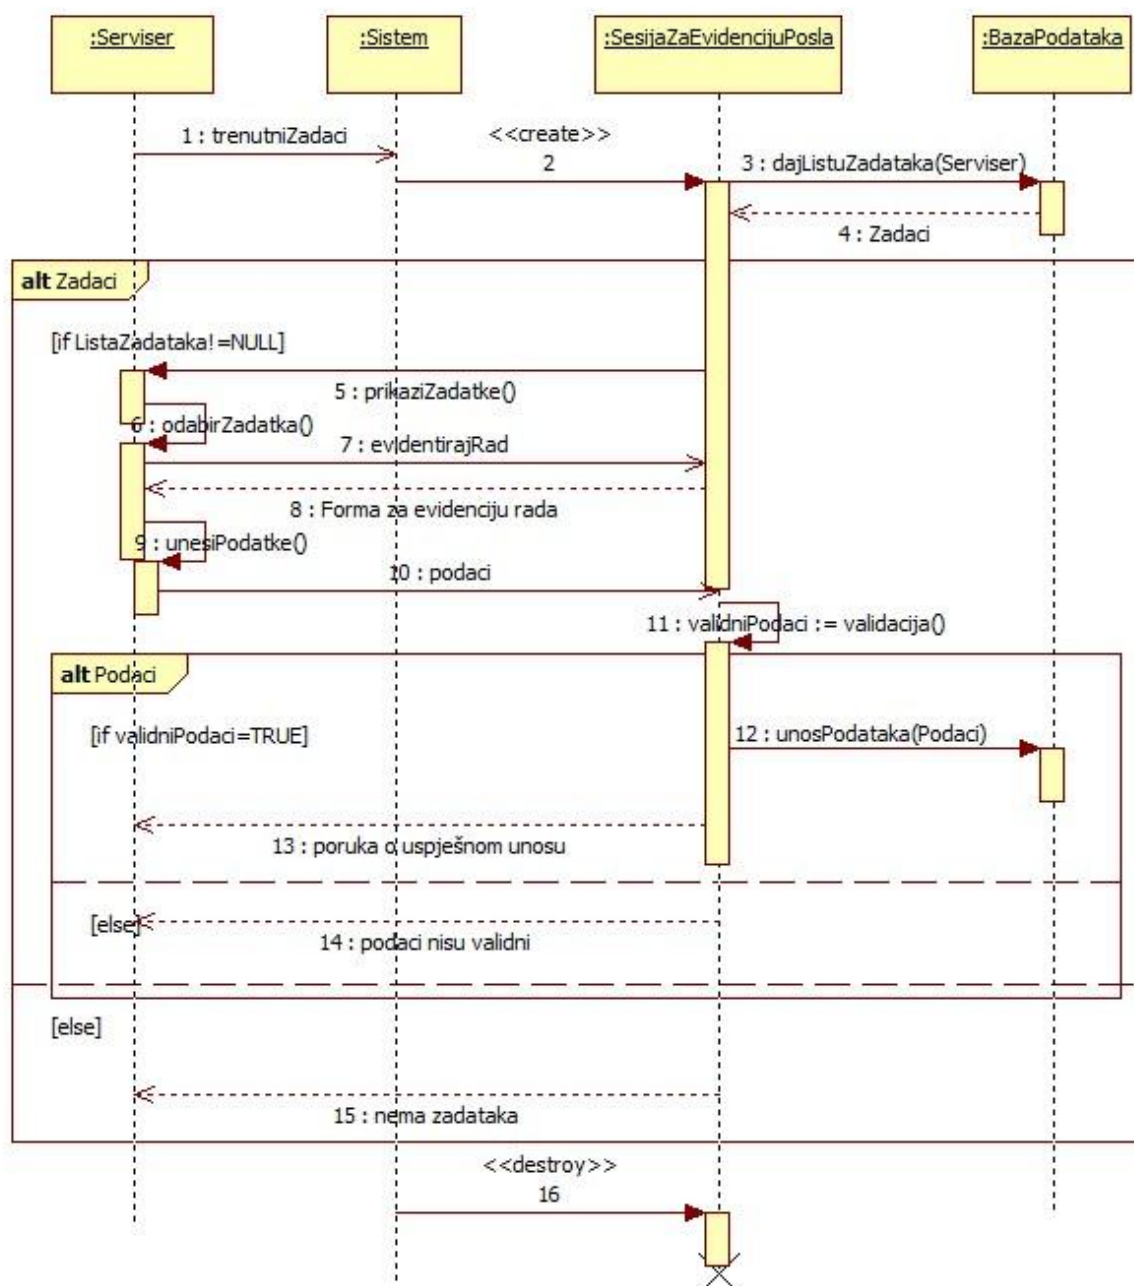 :Serviser
:Sistem
:SesijaZaEvidencijuPosla
:BazaPodataka
1 : trenutniZadaci
<<create>>
2
3 : dajListuZadataka(Serviser)
4 : Zadaci
alt Zadaci
[if ListaZadataka!=NULL]
5 : prikaziZadatke()
6 : odabirZadatka()
7 : evidentirajRad
8 : Forma za evidenciju rada
9 : unesiPodatke()
10 : podaci
11 : validniPodaci := validacija()
alt Podaci
[if validniPodaci=TRUE]
12 : unosPodataka(Podaci)
13 : poruka o uspješnom unosu
[else]
14 : podaci nisu validni
[else]
15 : nema zadataka
<<destroy>>
16